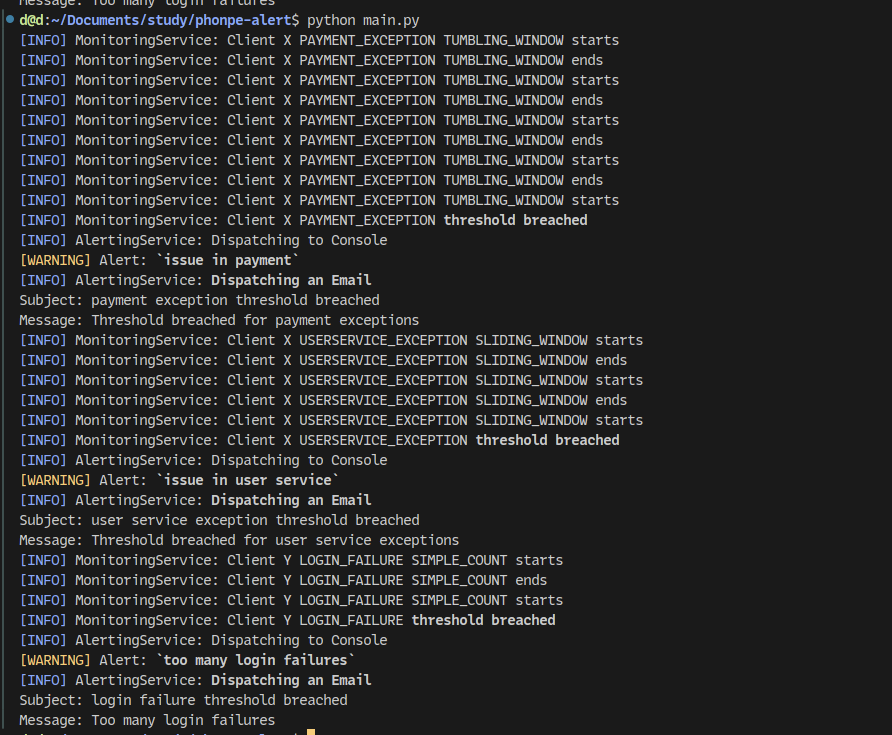 Message: Too many login failures
d@d:~/Documents/study/phonpe-alert$ python main.py
[INFO] MonitoringService: Client X PAYMENT_EXCEPTION TUMBLING_WINDOW starts
[INFO] MonitoringService: Client X PAYMENT_EXCEPTION TUMBLING_WINDOW ends
[INFO] MonitoringService: Client X PAYMENT_EXCEPTION TUMBLING_WINDOW starts
[INFO] MonitoringService: Client X PAYMENT_EXCEPTION TUMBLING_WINDOW ends
[INFO] MonitoringService: Client X PAYMENT_EXCEPTION TUMBLING_WINDOW starts
[INFO] MonitoringService: Client X PAYMENT_EXCEPTION TUMBLING_WINDOW ends
[INFO] MonitoringService: Client X PAYMENT_EXCEPTION TUMBLING_WINDOW starts
[INFO] MonitoringService: Client X PAYMENT_EXCEPTION TUMBLING_WINDOW ends
[INFO] MonitoringService: Client X PAYMENT_EXCEPTION TUMBLING_WINDOW starts
[INFO] MonitoringService: Client X PAYMENT_EXCEPTION threshold breached
[INFO] AlertingService: Dispatching to Console
[WARNING] Alert: `issue in payment`
[INFO] AlertingService: Dispatching an Email
Subject: payment exception threshold breached
Message: Threshold breached for payment exceptions
[INFO] MonitoringService: Client X USERSERVICE_EXCEPTION SLIDING_WINDOW starts
[INFO] MonitoringService: Client X USERSERVICE_EXCEPTION SLIDING_WINDOW ends
[INFO] MonitoringService: Client X USERSERVICE_EXCEPTION SLIDING_WINDOW starts
[INFO] MonitoringService: Client X USERSERVICE_EXCEPTION SLIDING_WINDOW ends
[INFO] MonitoringService: Client X USERSERVICE_EXCEPTION SLIDING_WINDOW starts
[INFO] MonitoringService: Client X USERSERVICE_EXCEPTION threshold breached
[INFO] AlertingService: Dispatching to Console
[WARNING] Alert: `issue in user service`
[INFO] AlertingService: Dispatching an Email
Subject: user service exception threshold breached
Message: Threshold breached for user service exceptions
[INFO] MonitoringService: Client Y LOGIN_FAILURE SIMPLE_COUNT starts
[INFO] MonitoringService: Client Y LOGIN_FAILURE SIMPLE_COUNT ends
[INFO] MonitoringService: Client Y LOGIN_FAILURE SIMPLE_COUNT starts
[INFO] MonitoringService: Client Y LOGIN_FAILURE threshold breached
[INFO] AlertingService: Dispatching to Console
[WARNING] Alert: `too many login failures`
[INFO] AlertingService: Dispatching an Email
Subject: login failure threshold breached
Message: Too many login failures